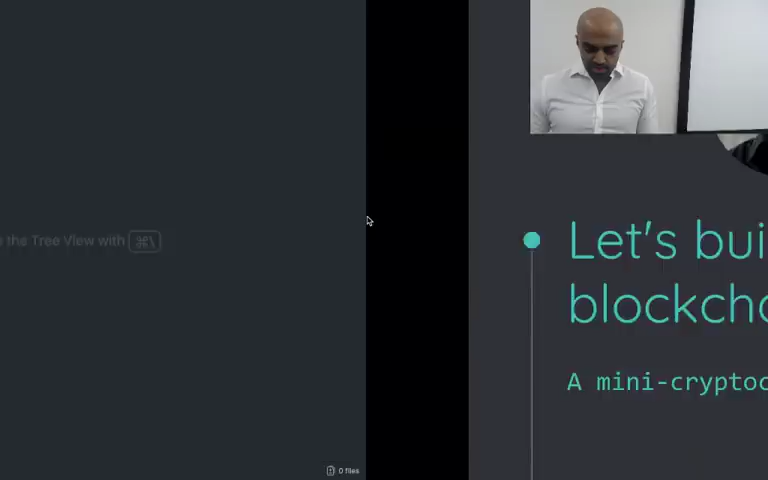 the Tree View with ⌘\
0 files
Let's bui
blockcha
A mini-cryptoc